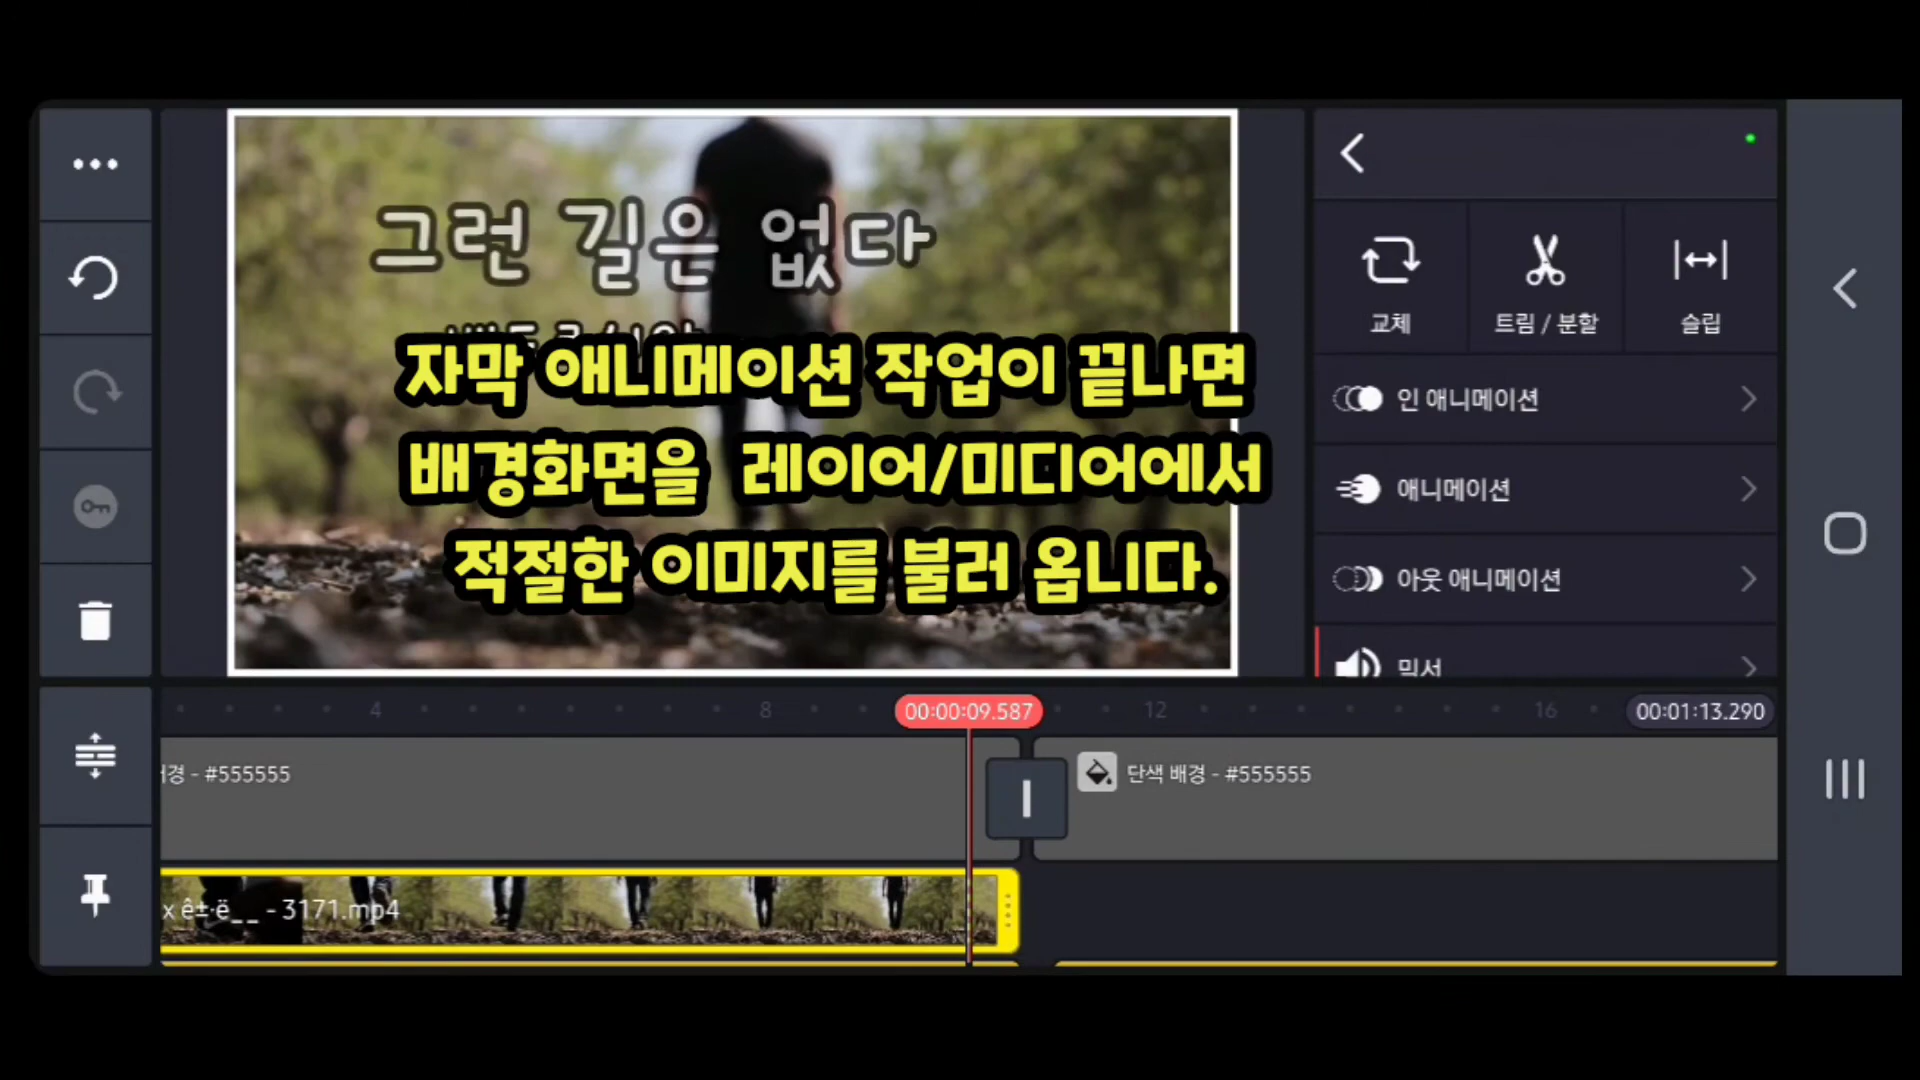 그런 길은 없다
자막 애니메이션 작업이 끝나면
배경화면을 레이어/미디어에서
적절한 이미지를 불러 옵니다.
교체
트림 / 분할
슬립
인 애니메이션
애니메이션
아웃 애니메이션
믹서
4
8
00:00:09.587
12
16
00:01:13.290
경 - #555555
단색 배경 - #555555
x ê±·ë_ _ - 3171.mp4